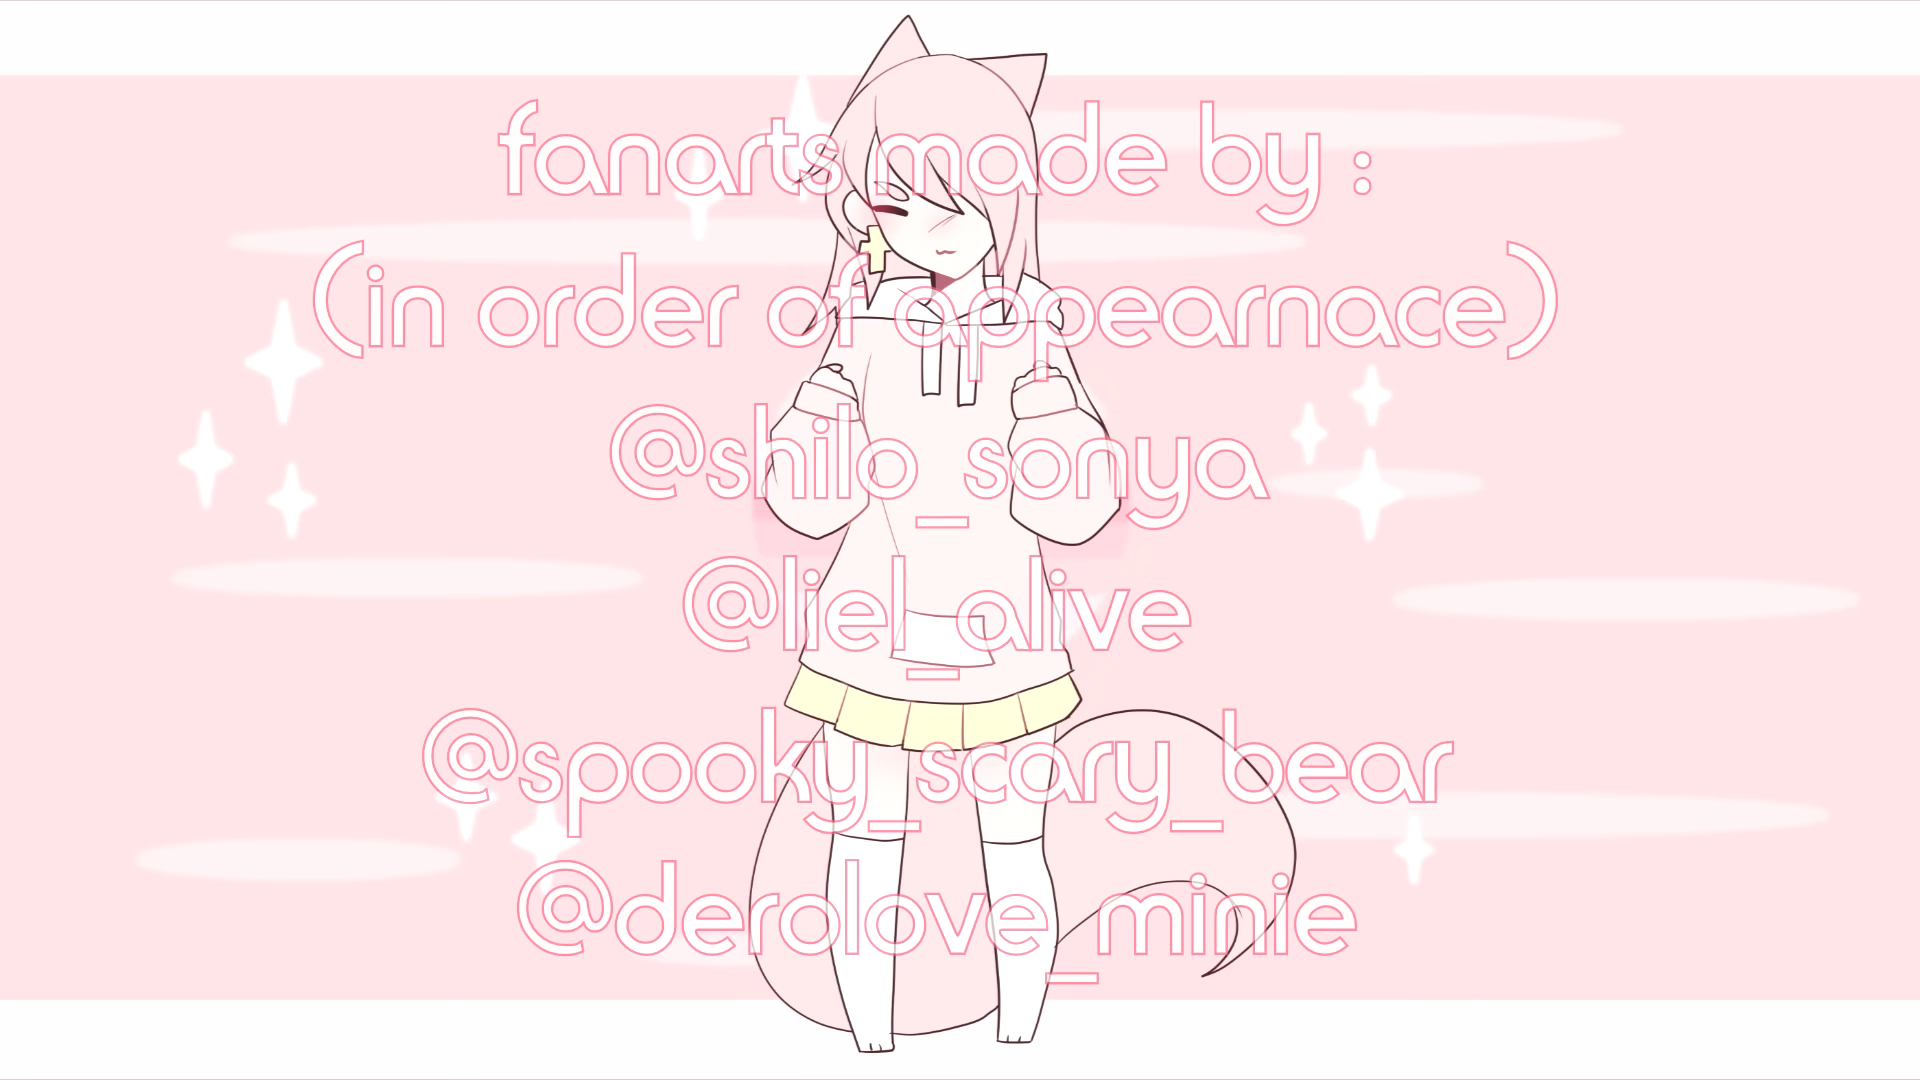 fanarts made by :
(in order of appearnace)
@shilo_sonya
@liel_alive
@spooky_scary_bear
@derolove_minie